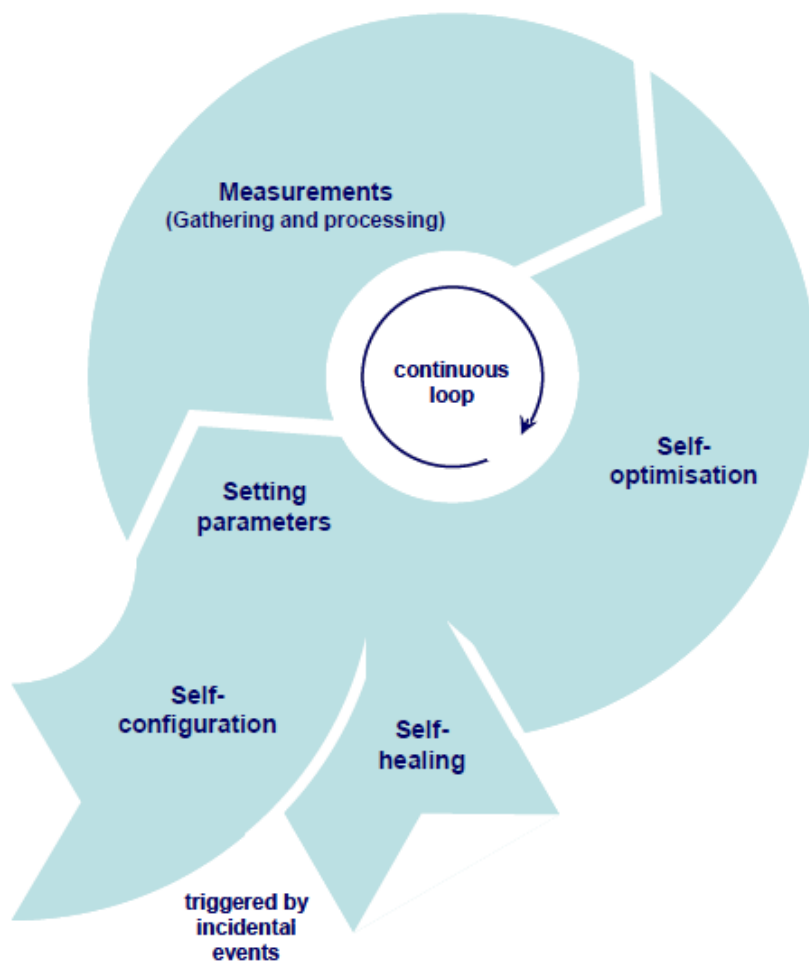 Measurements
(Gathering and processing)
continuous
loop
Self-
optimisation
Setting
parameters
Self-
configuration
Self-
healing
triggered by
incidental
events